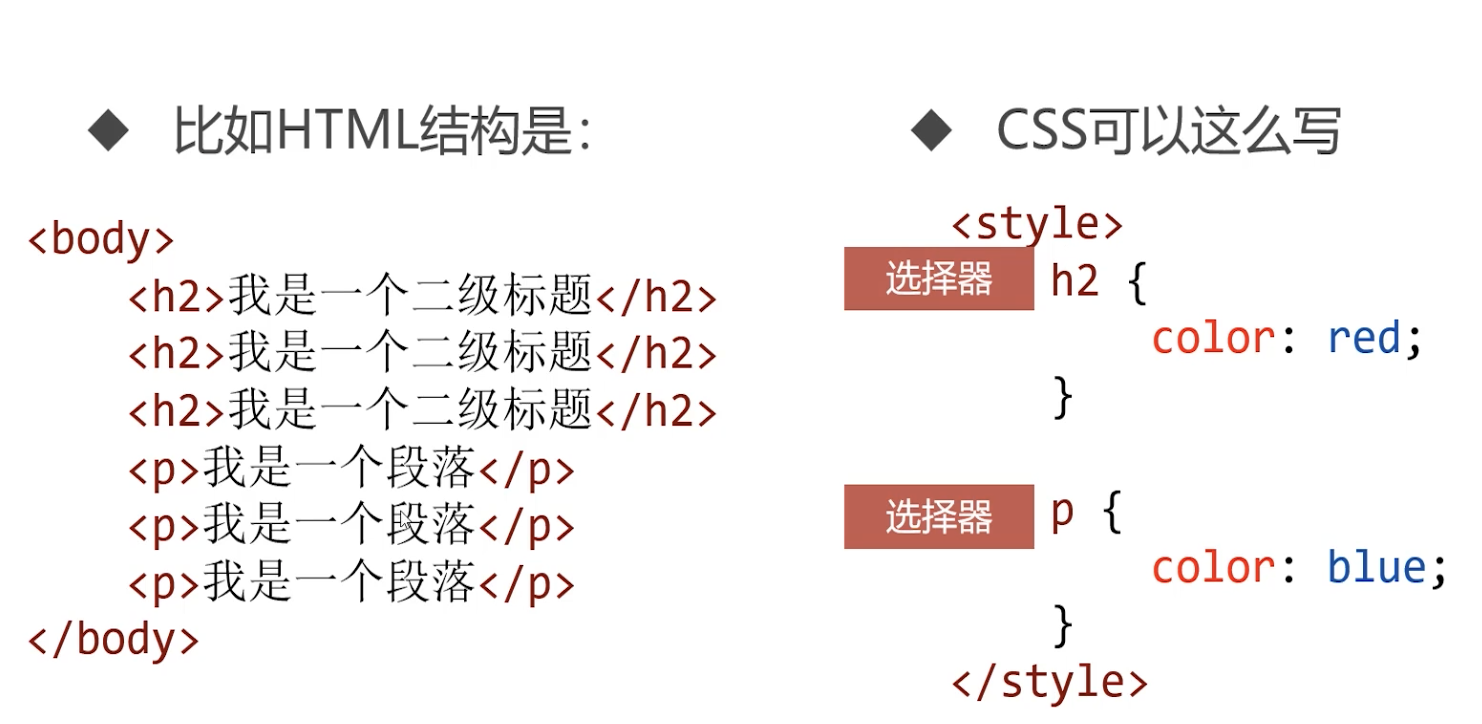 比如HTML结构是：
<body>
<h2>我是一个二级标题</h2>
<h2>我是一个二级标题</h2>
<h2>我是一个二级标题</h2>
<p>我是一个段落</p>
<p>我是一个段落</p>
<p>我是一个段落</p>
</body>
CSS可以这么写
<style>
选择器 h2 {
color: red;
}
选择器 p {
color: blue;
}
</style>